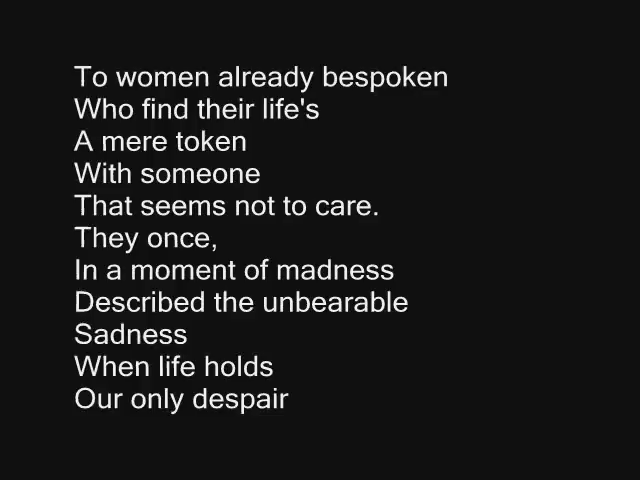 To women already bespoken
Who find their life's
A mere token
With someone
That seems not to care.
They once,
In a moment of madness
Described the unbearable
Sadness
When life holds
Our only despair